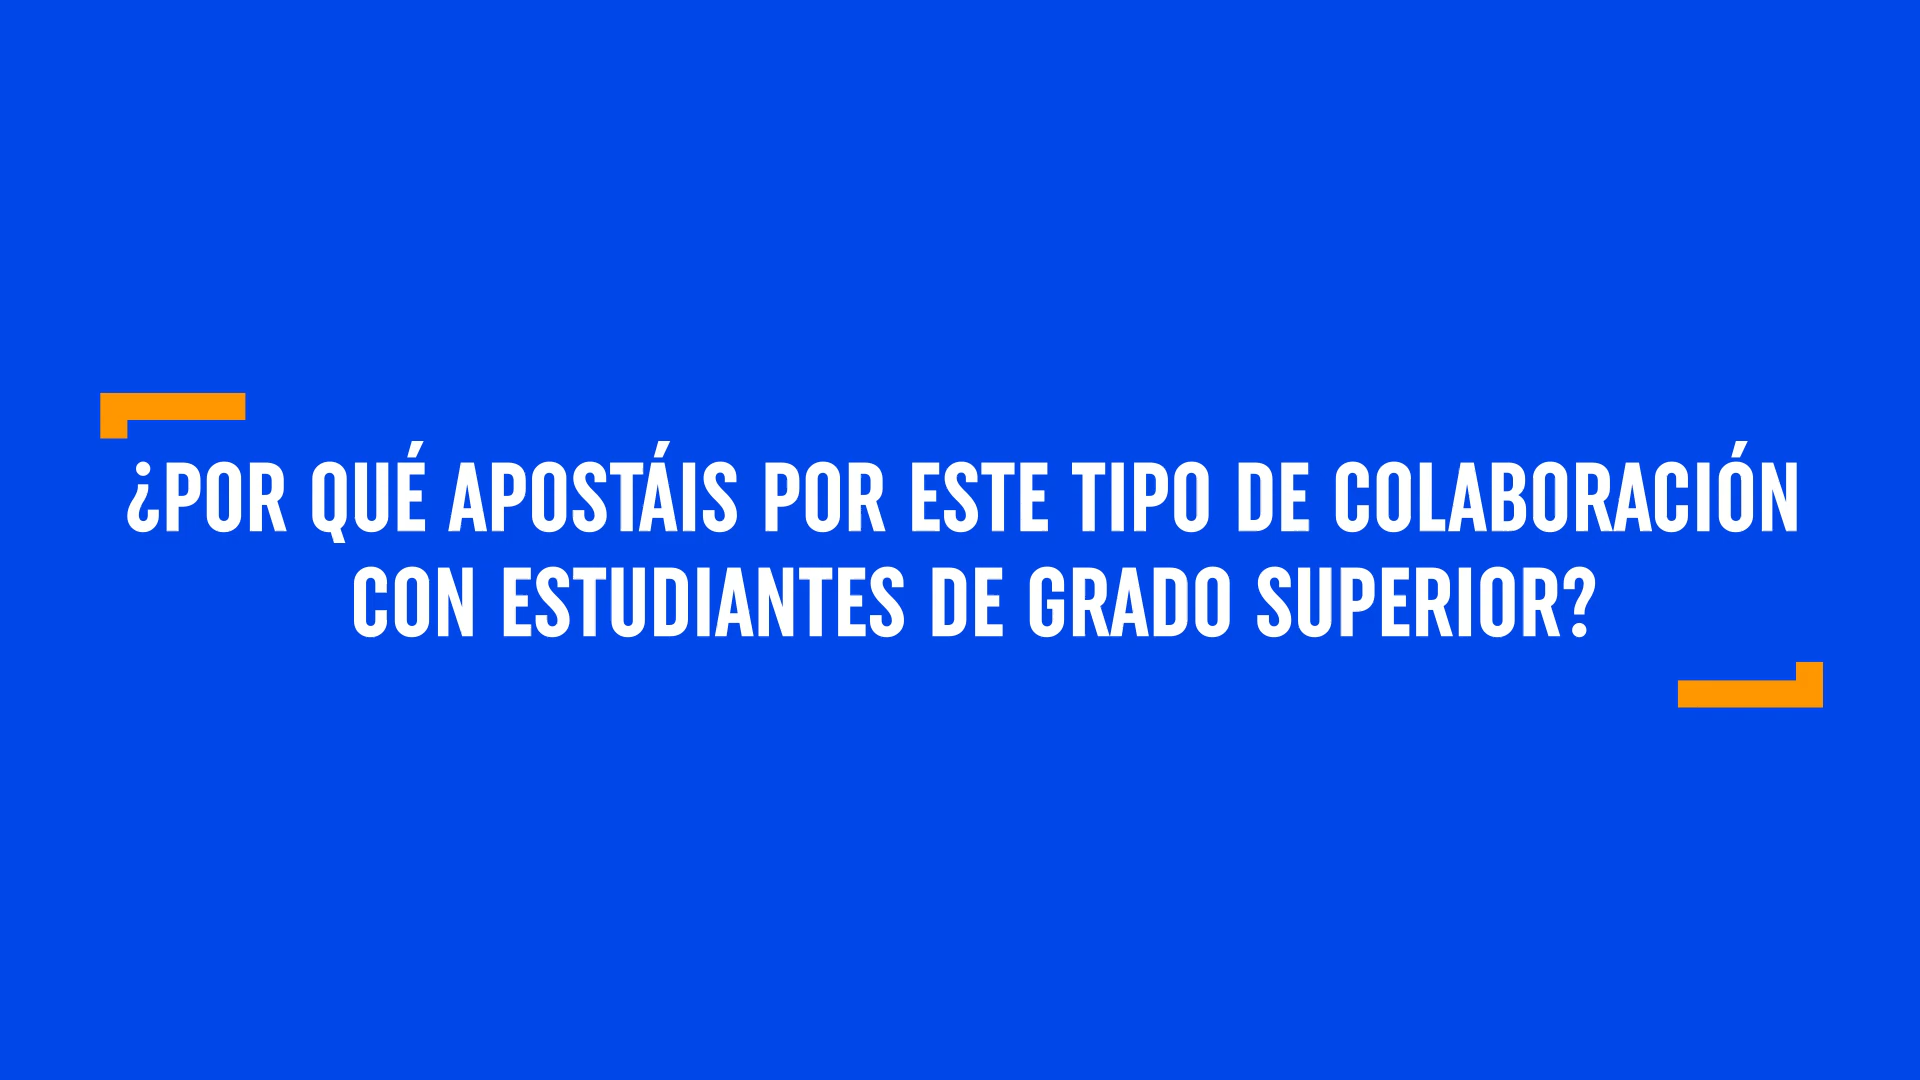 ¿POR QUÉ APOSTÁIS POR ESTE TIPO DE COLABORACIÓN
CON ESTUDIANTES DE GRADO SUPERIOR?